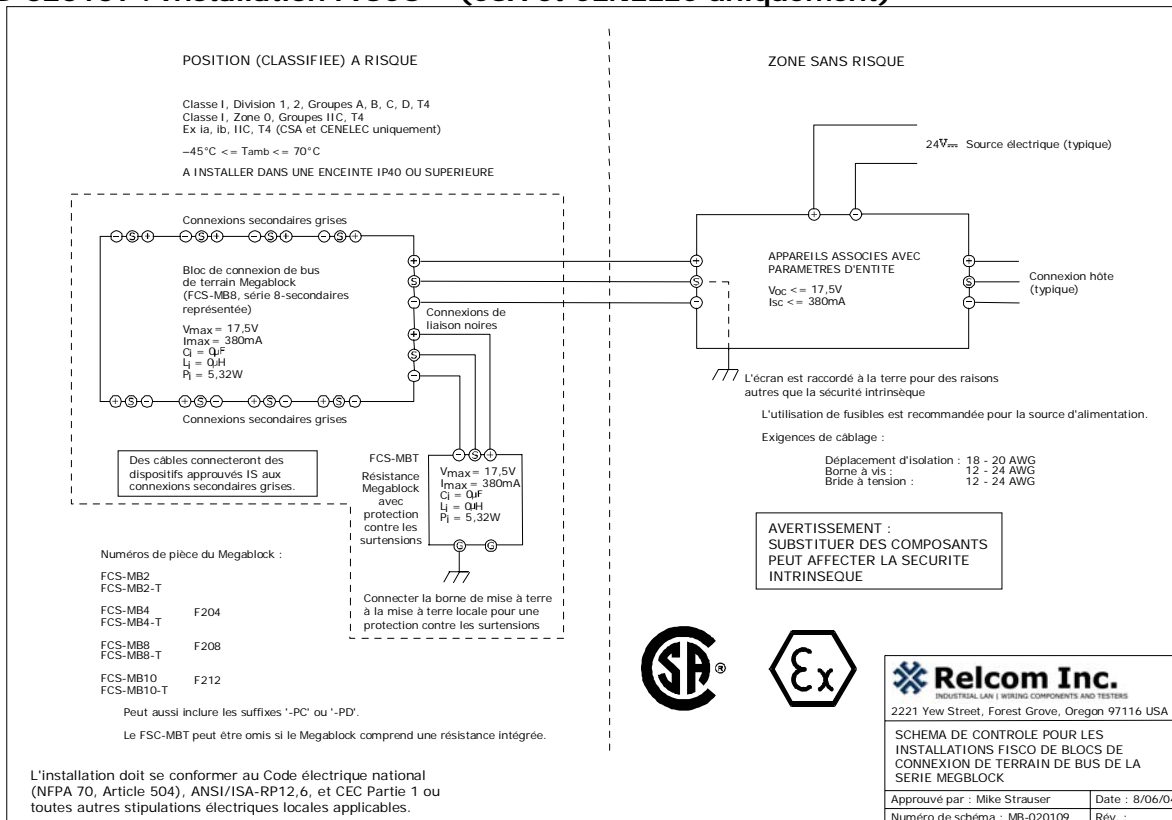 POSITION (CLASSIFIEE) A RISQUE
Classe I, Division 1, 2, Groupes A, B, C, D, T4
Classe I, Zone 0, Groupes IIC, T4
Ex ia, ib, IIC, T4 (CSA et CENELEC uniquement)
–45°C <= Tamb <= 70°C
A INSTALLER DANS UNE ENCEINTE IP40 OU SUPERIEURE
Connexions secondaires grises
- S + - S + - S + - S +
Bloc de connexion de bus
de terrain Megablock
(FCS-MB8, série 8-secondaires
représentée)
Vmax = 17,5V
Imax = 380mA
Ci = 0µF
Li = 0µH
Pi = 5,32W
+ S - + S - + S - + S -
Connexions secondaires grises
+
S
-
Connexions de
liaison noires
+
S
-
Des câbles connecteront des
dispositifs approuvés IS aux
connexions secondaires grises.
FCS-MBT
Résistance
Megablock
avec
protection
contre les
surtensions
- S +
Vmax = 17,5V
Imax = 380mA
Ci = 0µF
Li = 0µH
Pi = 5,32W
G G
Connecter la borne de mise à terre
à la mise à terre locale pour une
protection contre les surtensions
Numéros de pièce du Megablock :
FCS-MB2
FCS-MB2-T
FCS-MB4 F204
FCS-MB4-T
FCS-MB8 F208
FCS-MB8-T
FCS-MB10 F212
FCS-MB10-T
Peut aussi inclure les suffixes '-PC' ou '-PD'.
Le FSC-MBT peut être omis si le Megablock comprend une résistance intégrée.
L'installation doit se conformer au Code électrique national
(NFPA 70, Article 504), ANSI/ISA-RP12,6, et CEC Partie 1 ou
toutes autres stipulations électriques locales applicables.
ZONE SANS RISQUE
24V Source électrique (typique)
+ -
+
S
-
APPAREILS ASSOCIES AVEC
PARAMETRES D'ENTITE
Voc <= 17,5V
Isc <= 380mA
+
S
-
Connexion hôte
(typique)
L'écran est raccordé à la terre pour des raisons
autres que la sécurité intrinsèque
L'utilisation de fusibles est recommandée pour la source d'alimentation.
Exigences de câblage :
Déplacement d'isolation : 18 - 20 AWG
Borne à vis : 12 - 24 AWG
Bride à tension : 12 - 24 AWG
AVERTISSEMENT :
SUBSTITUER DES COMPOSANTS
PEUT AFFECTER LA SECURITE
INTRINSEQUE
CSA ®
Ex
Relcom Inc.
INDUSTRIAL LAN | WIRING COMPONENTS AND TESTERS
2221 Yew Street, Forest Grove, Oregon 97116 USA
SCHEMA DE CONTROLE POUR LES
INSTALLATIONS FISCO DE BLOCS DE
CONNEXION DE TERRAIN DE BUS DE LA
SERIE MEGBLOCK
Approuvé par : Mike Strauser Date : 8/06/04
Numéro de schéma : MB-020109 Rév. :